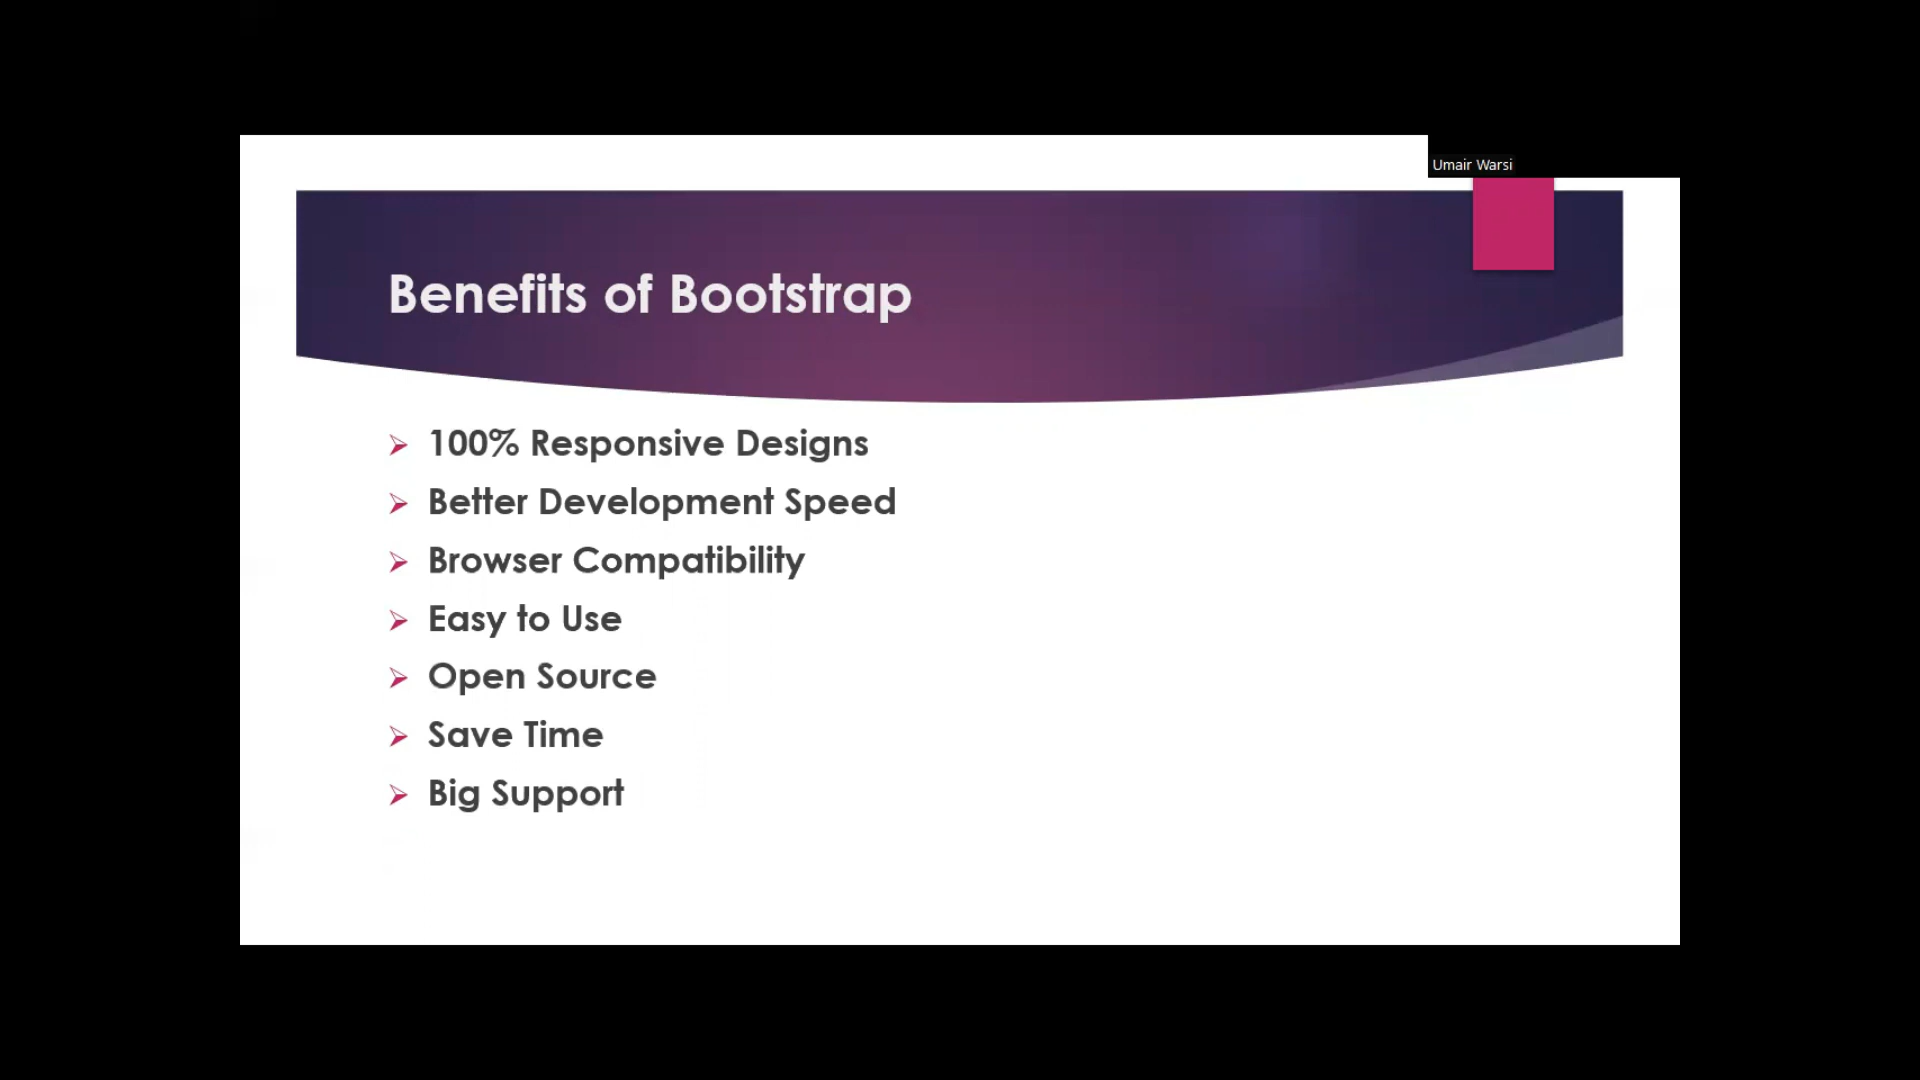 Umair Warsi
Benefits of Bootstrap
100% Responsive Designs
Better Development Speed
Browser Compatibility
Easy to Use
Open Source
Save Time
Big Support